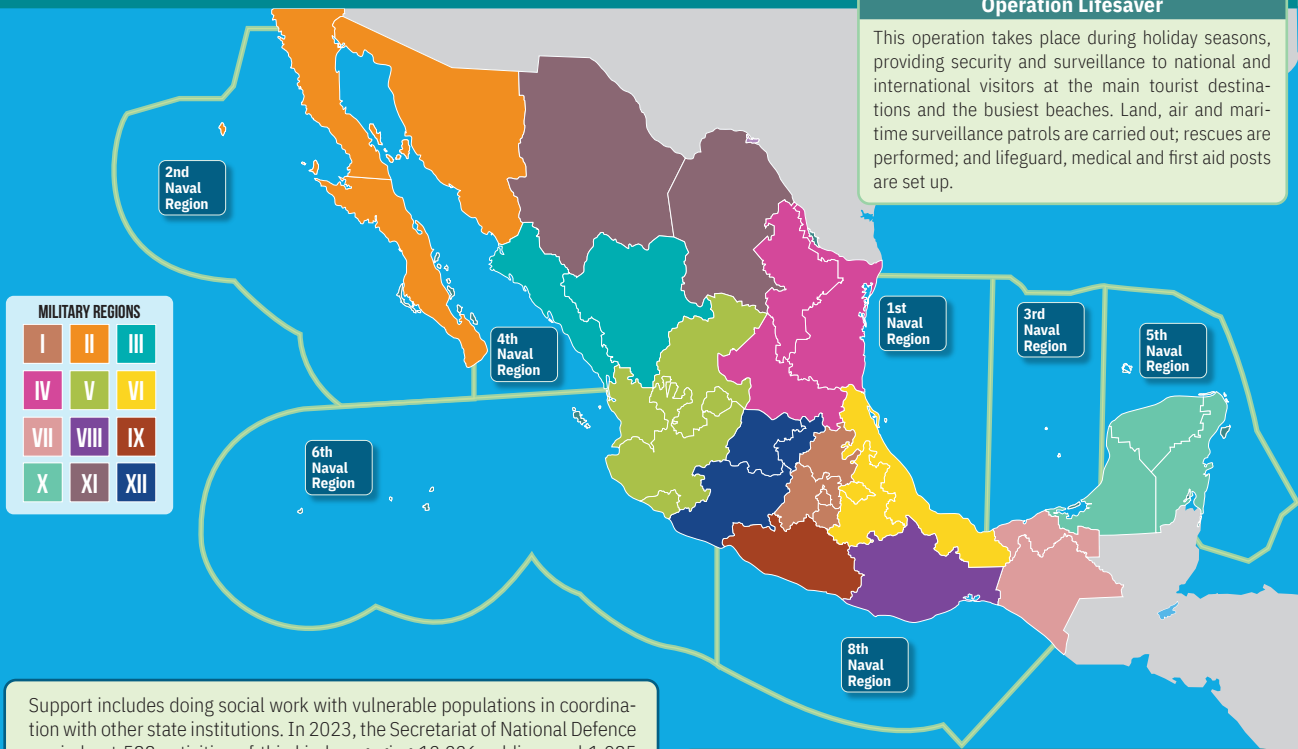 Operation Lifesaver
This operation takes place during holiday seasons,
providing security and surveillance to national and
international visitors at the main tourist destina-
tions and the busiest beaches. Land, air and mari-
time surveillance patrols are carried out; rescues are
performed; and lifeguard, medical and first aid posts
are set up.
2nd
Naval
Region
MILITARY REGIONS
I II III
IV V VI
VII VIII IX
X XI XII
4th
Naval
Region
1st
Naval
Region
3rd
Naval
Region
5th
Naval
Region
6th
Naval
Region
8th
Naval
Region
Support includes doing social work with vulnerable populations in coordina-
tion with other state institutions. In 2023, the Secretariat of National Defence